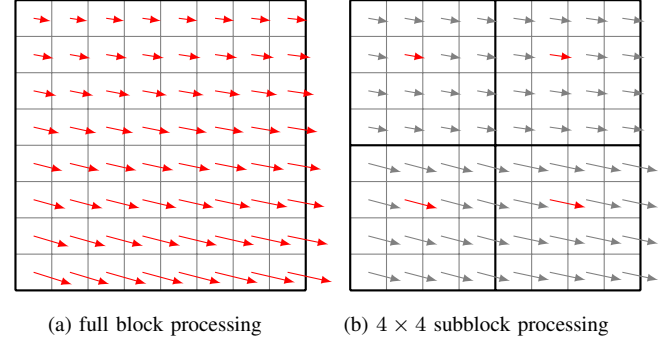 (a) full block processing
(b) 4 × 4 subblock processing